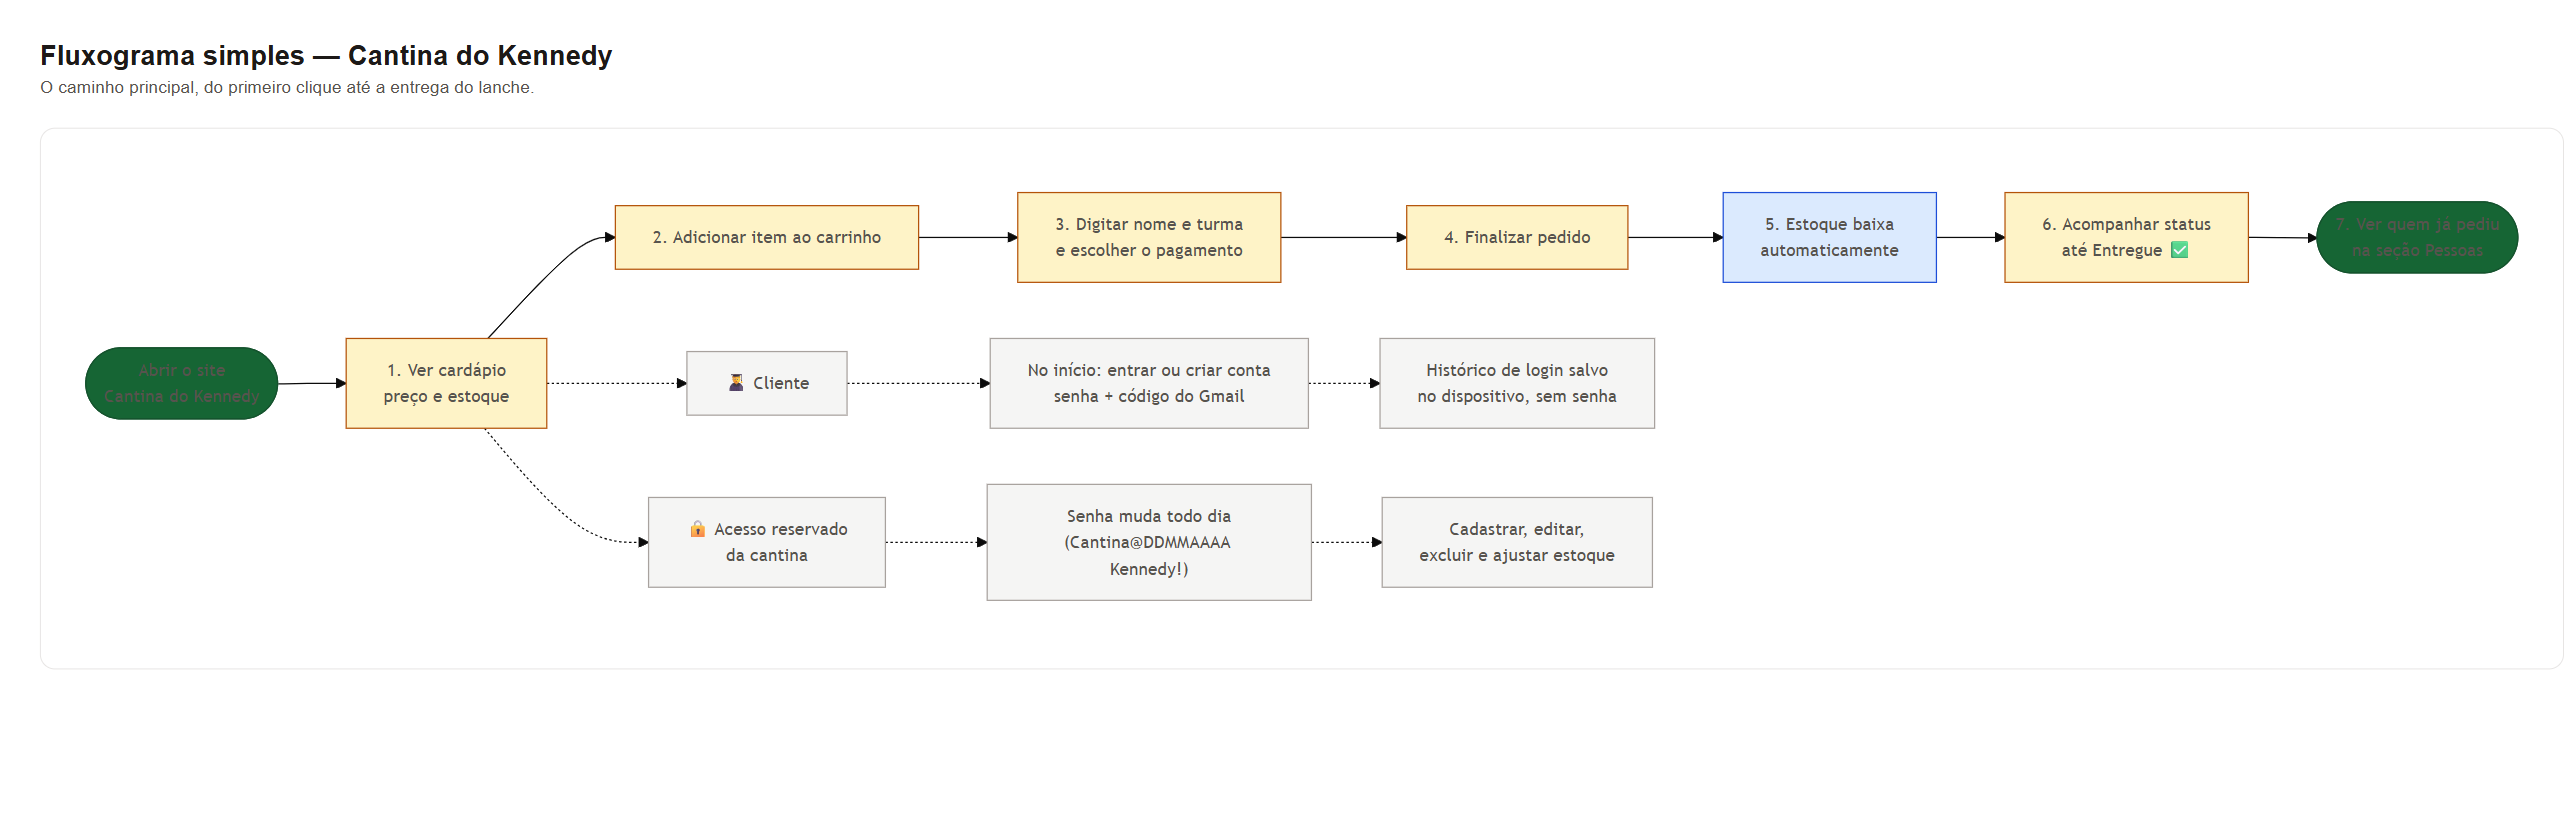 Fluxograma simples — Cantina do Kennedy
O caminho principal, do primeiro clique até a entrega do lanche.
Abrir o site
Cantina do Kennedy
1. Ver cardápio
preço e estoque
2. Adicionar item ao carrinho
3. Digitar nome e turma
e escolher o pagamento
4. Finalizar pedido
5. Estoque baixa
automaticamente
6. Acompanhar status
até Entregue ✅
7. Ver quem já pediu
na seção Pessoas
Cliente
No início: entrar ou criar conta
senha + código do Gmail
Histórico de login salvo
no dispositivo, sem senha
🔒 Acesso reservado
da cantina
Senha muda todo dia
(Cantina@DDMMAAAA
Kennedy!)
Cadastrar, editar,
excluir e ajustar estoque